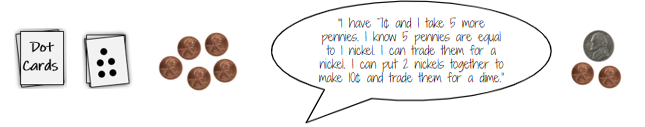 Dot
Cards
"I have 7¢ and I take 5 more
pennies. I know 5 pennies are equal
to 1 nickel. I can trade them for a
nickel. I can put 2 nickels together to
make 10¢ and trade them for a dime."